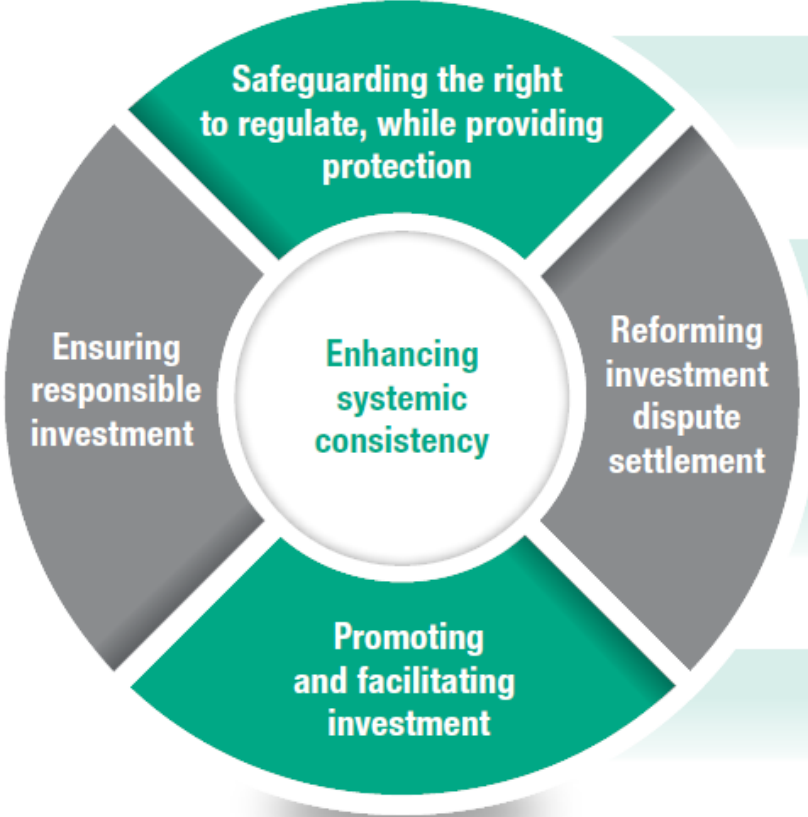 Safeguarding the right
to regulate, while providing
protection
Ensuring
responsible
investment
Enhancing
systemic
consistency
Reforming
investment
dispute
settlement
Promoting
and facilitating
investment